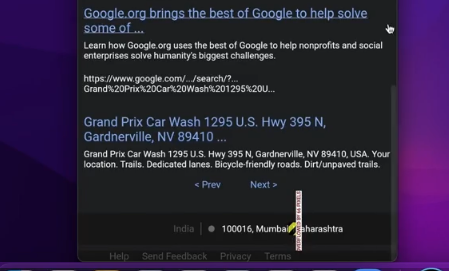 Google.org brings the best of Google to help solve
some of ...
Learn how Google.org uses the best of Google to help nonprofits and social
enterprises solve humanity's biggest challenges.
https://www.google.com/.../search/?...
Grand%20Prix%20Car%20Wash%201295%20U...
Grand Prix Car Wash 1295 U.S. Hwy 395 N,
Gardnerville, NV 89410 ...
Grand Prix Car Wash 1295 U.S. Hwy 395 N, Gardnerville, NV 89410, USA. Your
location. Trails. Dedicated lanes. Bicycle-friendly roads. Dirt/unpaved trails.
< Prev Next >
India 100016, Mumbai aharashtra
Help Send Feedback Privacy Terms